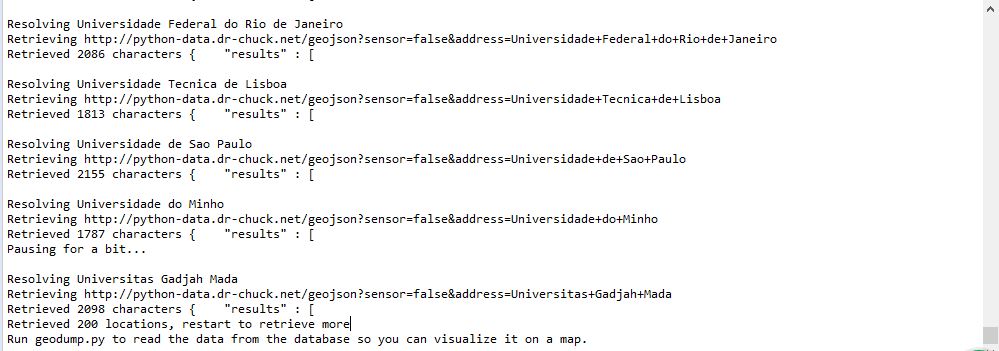 Resolving Universidade Federal do Rio de Janeiro
Retrieving http://python-data.dr-chuck.net/geojson?sensor=false&address=Universidade+Federal+do+Rio+de+Janeiro
Retrieved 2086 characters {    "results" : [
Resolving Universidade Tecnica de Lisboa
Retrieving http://python-data.dr-chuck.net/geojson?sensor=false&address=Universidade+Tecnica+de+Lisboa
Retrieved 1813 characters {    "results" : [
Resolving Universidade de Sao Paulo
Retrieving http://python-data.dr-chuck.net/geojson?sensor=false&address=Universidade+de+Sao+Paulo
Retrieved 2155 characters {    "results" : [
Resolving Universidade do Minho
Retrieving http://python-data.dr-chuck.net/geojson?sensor=false&address=Universidade+do+Minho
Retrieved 1787 characters {    "results" : [
Pausing for a bit...
Resolving Universitas Gadjah Mada
Retrieving http://python-data.dr-chuck.net/geojson?sensor=false&address=Universitas+Gadjah+Mada
Retrieved 2098 characters {    "results" : [
Retrieved 200 locations, restart to retrieve more
Run geodump.py to read the data from the database so you can visualize it on a map.